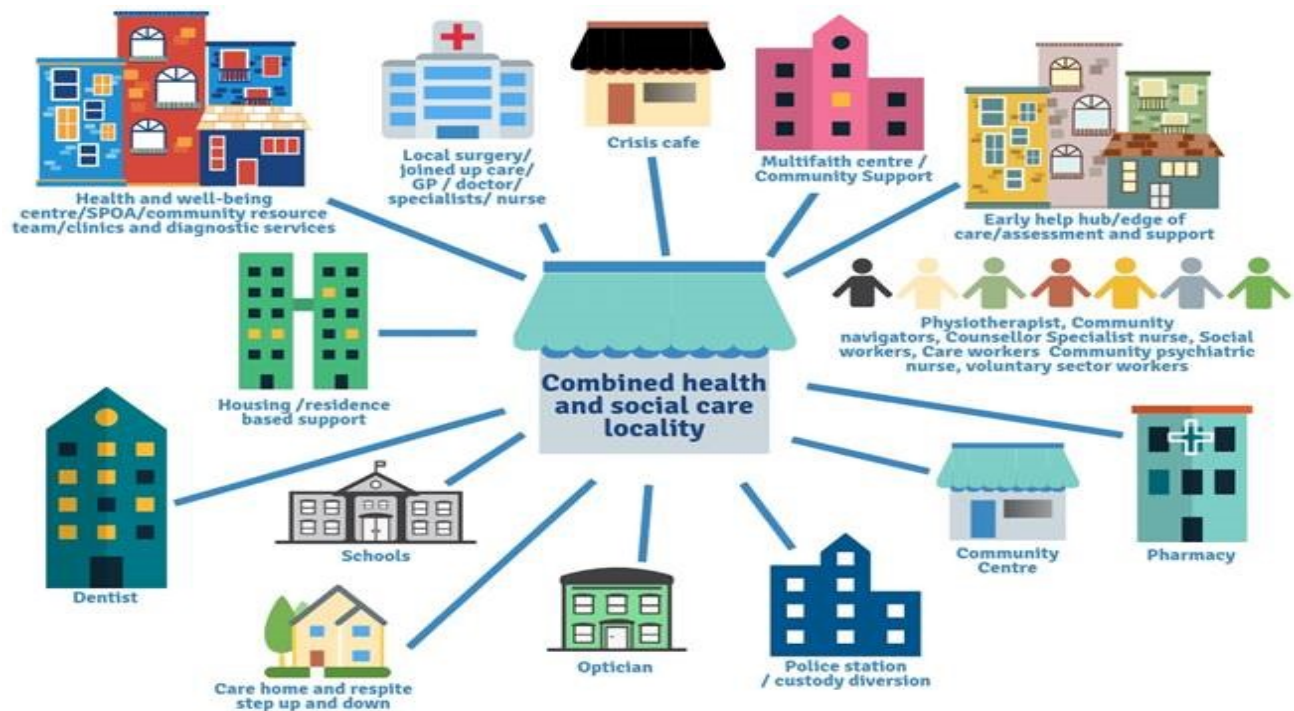 Health and well-being
centre/SPOA/community resource
team/clinics and diagnostic services
Local surgery/
joined up care/
GP / doctor/
specialists/ nurse
Crisis cafe
Multifaith centre /
Community Support
Early help hub/edge of
care/assessment and support
Physiotherapist, Community
navigators, Counsellor Specialist nurse, Social
workers, Care workers Community psychiatric
nurse, voluntary sector workers
Housing /residence
based support
Combined health
and social care
locality
Dentist
Schools
Care home and respite
step up and down
Optician
Police station
/ custody diversion
Community
Centre
Pharmacy